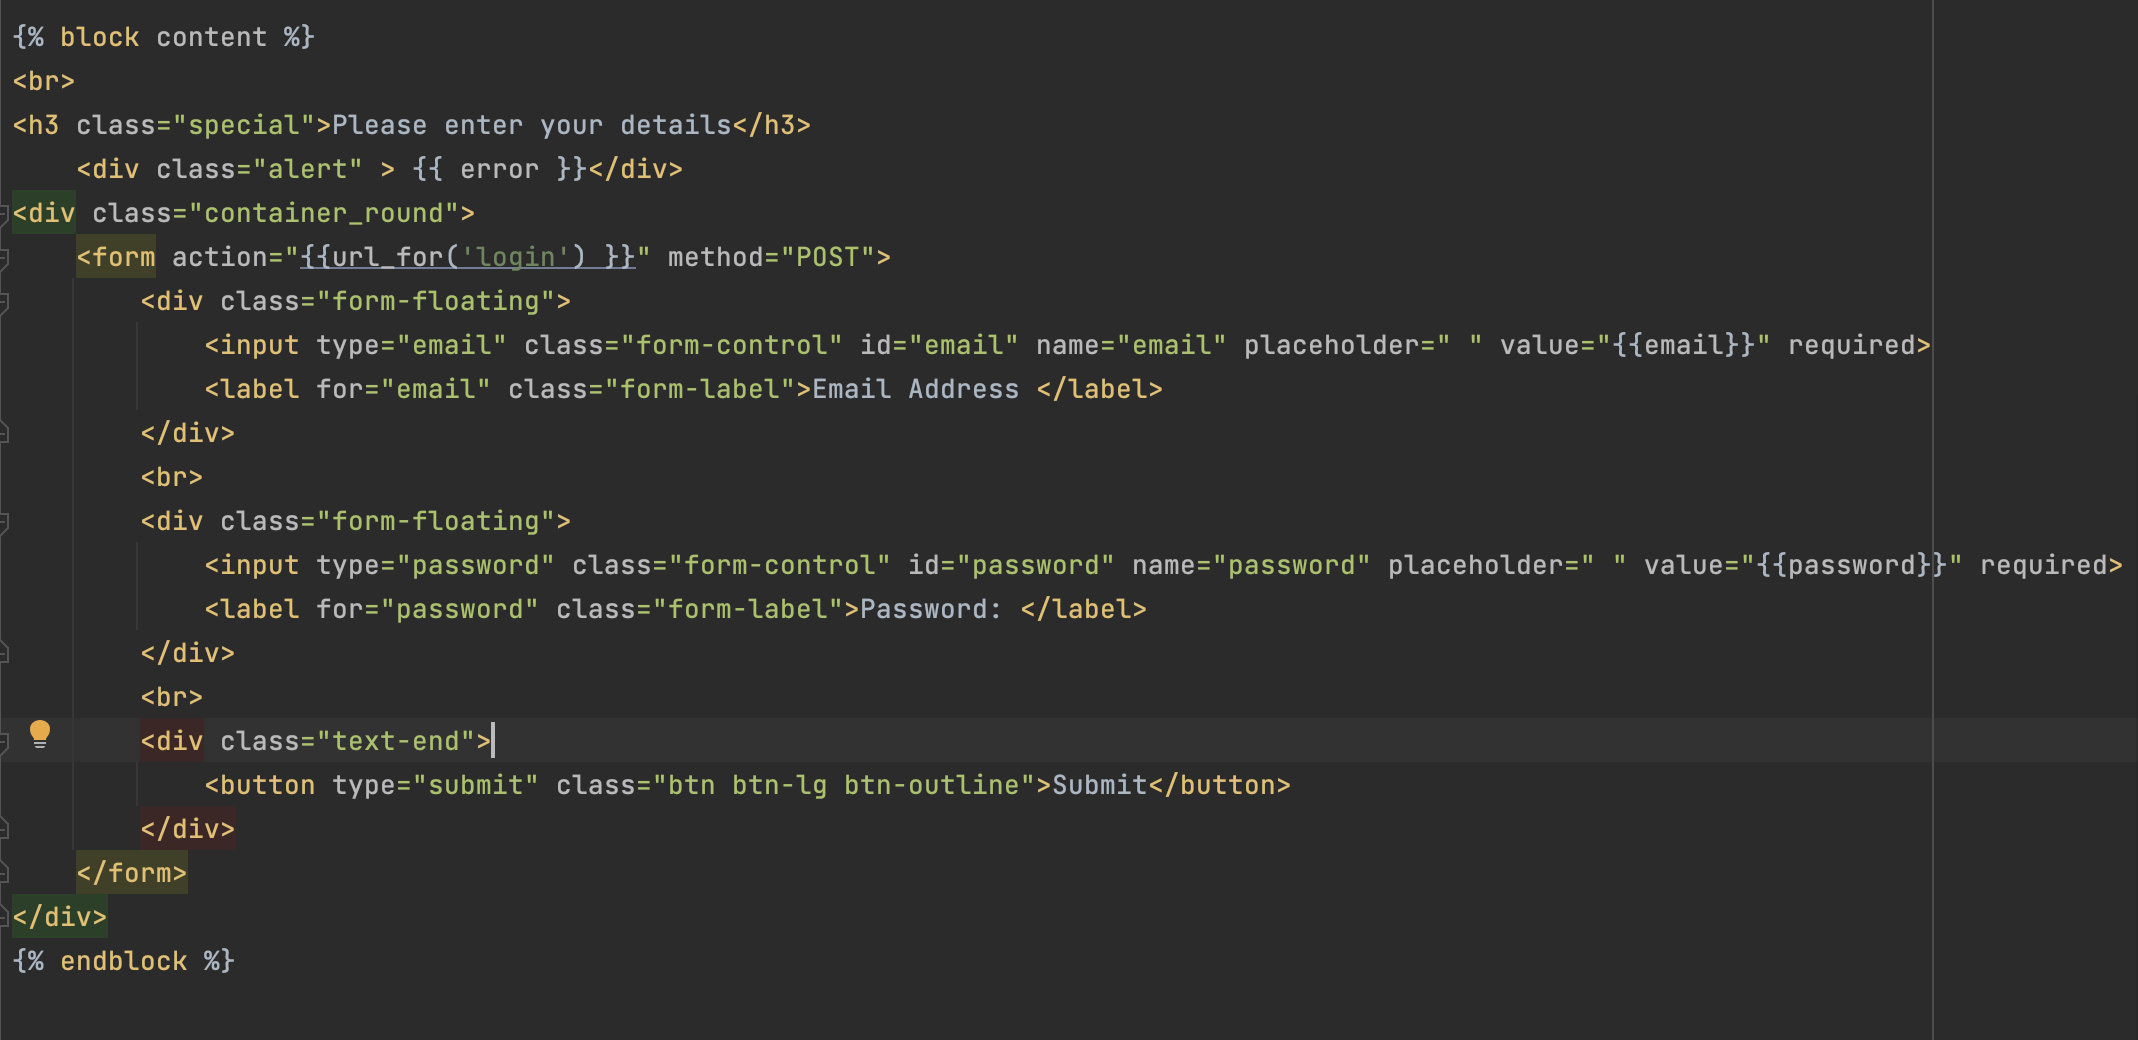 {% block content %}
<br>
<h3 class="special">Please enter your details</h3>
    <div class="alert" > {{ error }}</div>
<div class="container_round">
    <form action="{{url_for('login') }}" method="POST">
        <div class="form-floating">
            <input type="email" class="form-control" id="email" name="email" placeholder=" " value="{{email}}" required>
            <label for="email" class="form-label">Email Address </label>
        </div>
        <br>
        <div class="form-floating">
            <input type="password" class="form-control" id="password" name="password" placeholder=" " value="{{password}}" required>
            <label for="password" class="form-label">Password: </label>
        </div>
        <br>
        <div class="text-end">
            <button type="submit" class="btn btn-lg btn-outline">Submit</button>
        </div>
    </form>
</div>
{% endblock %}